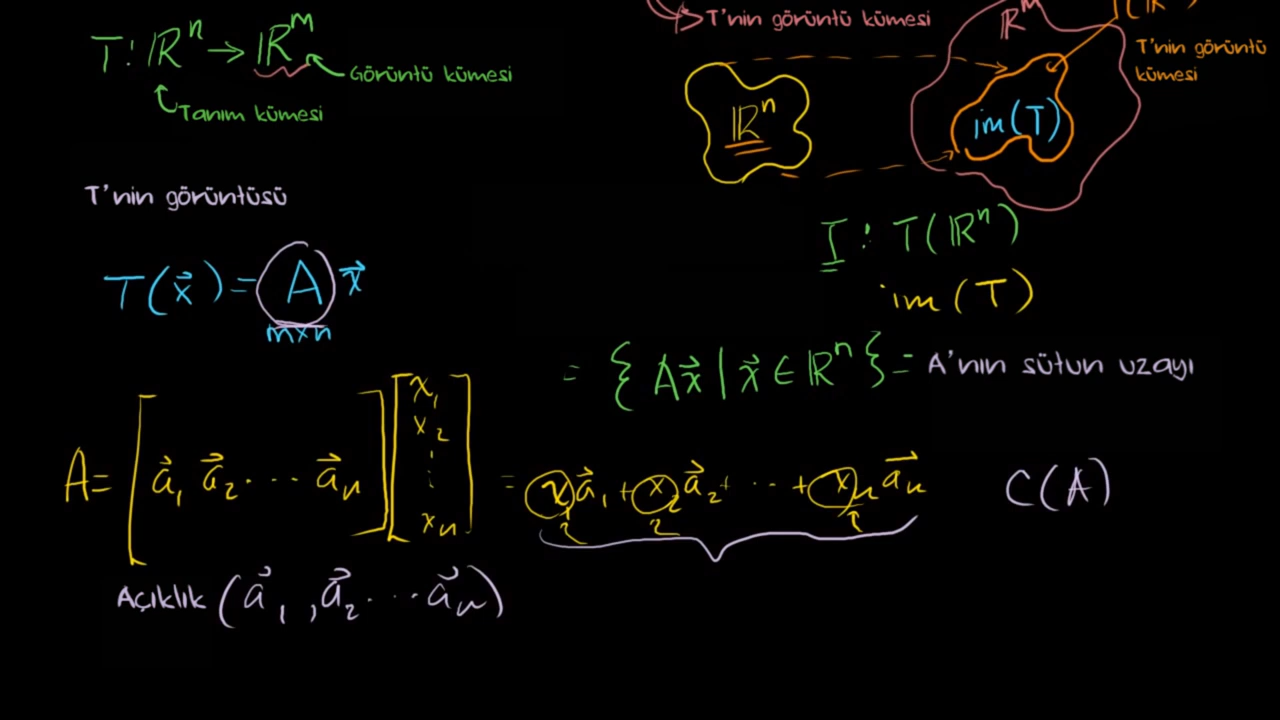 T: ℝⁿ → ℝᵐ
Görüntü kümesi
Tanım kümesi
T'nin görüntü kümesi
ℝᵐ
T'nin görüntü
kümesi
ℝⁿ
im(T)
T'nin görüntüsü
T(x⃗) = A x⃗
m×n
I: T(ℝⁿ)
im(T)
= { Ax⃗ | x⃗ ∈ ℝⁿ } = A'nın sütun uzayı
A = [ a⃗₁ a⃗₂ ... a⃗ₙ ] [ x₁ x₂ ⋮ xₙ ] = x₁a⃗₁ + x₂a⃗₂ + ... + xₙa⃗ₙ
C(A)
Açıklık (a⃗₁, a⃗₂ ... a⃗ₙ)